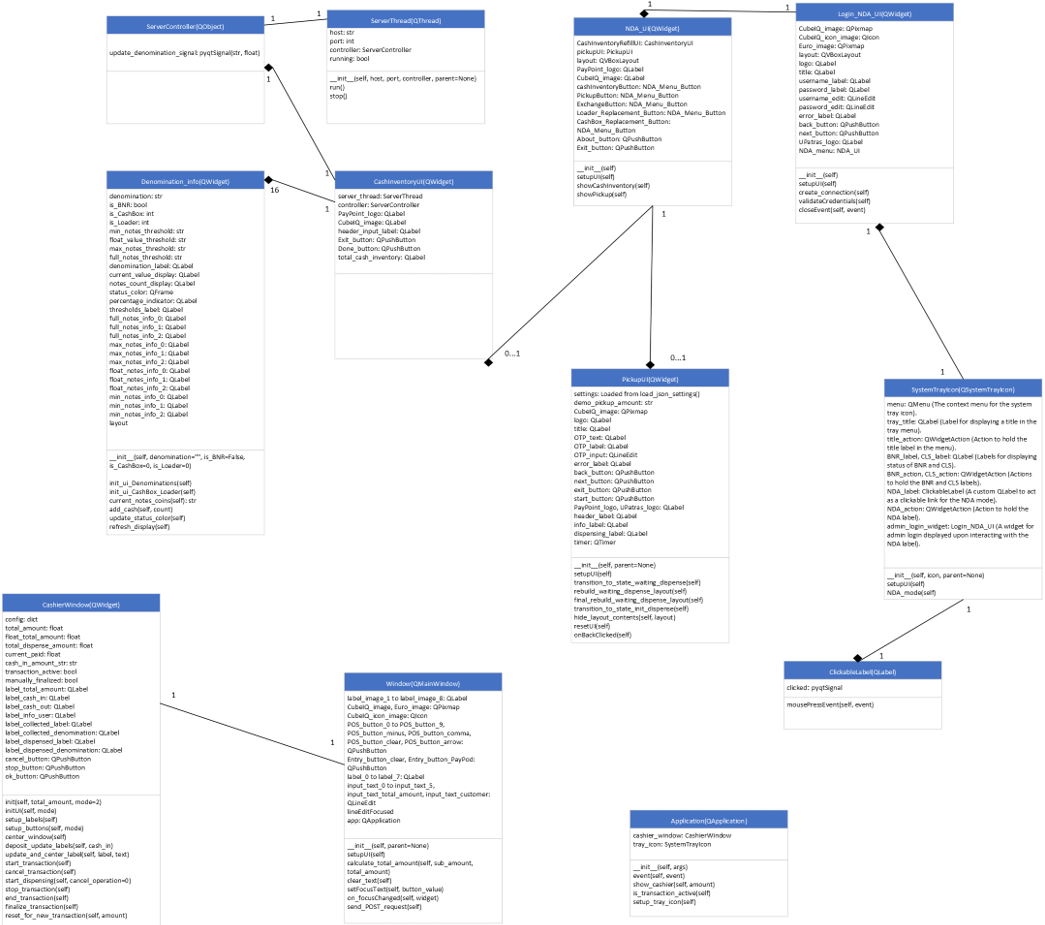 ServerController(QObject)
update_denomination_signal: pyqtSignal(str, float)
1
1
ServerThread(QThread)
host: str
port: int
controller: ServerController
running: bool
__init__(self, host, port, controller, parent=None)
run()
stop()
1
1
Denomination_info(QWidget)
denomination: str
is_BNR: bool
is_CashBox: int
is_Loader: int
min_notes_threshold: str
float_value_threshold: str
max_notes_threshold: str
full_notes_threshold: str
denomination_label: QLabel
current_value_display: QLabel
notes_count_display: QLabel
status_color: QFrame
percentage_indicator: QLabel
thresholds_label: QLabel
full_notes_info_0: QLabel
full_notes_info_1: QLabel
full_notes_info_2: QLabel
max_notes_info_0: QLabel
max_notes_info_1: QLabel
max_notes_info_2: QLabel
float_notes_info_0: QLabel
float_notes_info_1: QLabel
float_notes_info_2: QLabel
min_notes_info_0: QLabel
min_notes_info_1: QLabel
min_notes_info_2: QLabel
layout
__init__(self, denomination="", is_BNR=False,
is_CashBox=0, is_Loader=0)
init_ui_Denominations(self)
init_ui_CashBox_Loader(self)
current_notes_coins(self): str
add_cash(self, count)
update_status_color(self)
refresh_display(self)
16
1
CashInventoryUI(QWidget)
server_thread: ServerThread
controller: ServerController
PayPoint_logo: QLabel
CubeIQ_image: QLabel
header_input_label: QLabel
Exit_button: QPushButton
Done_button: QPushButton
total_cash_inventory: QLabel
NDA_UI(QWidget)
CashInventoryRefillUI: CashInventoryUI
pickupUI: PickupUI
layout: QVBoxLayout
PayPoint_logo: QLabel
CubeIQ_image: QLabel
cashInventoryButton: NDA_Menu_Button
PickupButton: NDA_Menu_Button
ExchangeButton: NDA_Menu_Button
Loader_Replacement_Button: NDA_Menu_Button
CashBox_Replacement_Button:
NDA_Menu_Button
About_button: QPushButton
Exit_button: QPushButton
__init__(self)
setupUI(self)
showCashInventory(self)
showPickup(self)
1
1
Login_NDA_UI(QWidget)
CubeIQ_image: QPixmap
CubeIQ_icon_image: QIcon
Euro_image: QPixmap
layout: QVBoxLayout
logo: QLabel
title: QLabel
username_label: QLabel
password_label: QLabel
username_edit: QLineEdit
password_edit: QLineEdit
error_label: QLabel
back_button: QPushButton
next_button: QPushButton
UPatras_logo: QLabel
NDA_menu: NDA_UI
__init__(self)
setupUI(self)
create_connection(self)
validateCredentials(self)
closeEvent(self, event)
1
0...1
0...1
PickupUI(QWidget)
settings: Loaded from load_json_settings()
demo_pickup_amount: str
CubeIQ_image: QPixmap
logo: QLabel
title: QLabel
OTP_text: QLabel
OTP_label: QLabel
OTP_input: QLineEdit
error_label: QLabel
back_button: QPushButton
next_button: QPushButton
exit_button: QPushButton
start_button: QPushButton
PayPoint_logo, UPatras_logo: QLabel
header_label: QLabel
info_label: QLabel
dispensing_label: QLabel
timer: QTimer
__init__(self, parent=None)
setupUI(self)
transition_to_state_waiting_dispense(self)
rebuild_waiting_dispense_layout(self)
final_rebuild_waiting_dispense_layout(self)
transition_to_state_init_dispense(self)
hide_layout_contents(self, layout)
resetUI(self)
onBackClicked(self)
1
1
SystemTrayIcon(QSystemTrayIcon)
menu: QMenu (The context menu for the system
tray icon).
tray_title: QLabel (Label for displaying a title in the
tray menu).
title_action: QWidgetAction (Action to hold the
title label in the menu).
BNR_label, CLS_label: QLabel (Labels for displaying
status of BNR and CLS).
BNR_action, CLS_action: QWidgetAction (Actions
to hold the BNR and CLS labels).
NDA_label: ClickableLabel (A custom QLabel to act
as a clickable link for the NDA mode).
NDA_action: QWidgetAction (Action to hold the
NDA label).
admin_login_widget: Login_NDA_UI (A widget for
admin login displayed upon interacting with the
NDA label).
__init__(self, icon, parent=None)
setupUI(self)
NDA_mode(self)
1
1
ClickableLabel(QLabel)
clicked: pyqtSignal
mousePressEvent(self, event)
CashierWindow(QWidget)
config: dict
total_amount: float
float_total_amount: float
total_dispense_amount: float
current_paid: float
cash_in_amount_str: str
transaction_active: bool
manually_finalized: bool
label_total_amount: QLabel
label_cash_in: QLabel
label_cash_out: QLabel
label_info_user: QLabel
label_collected_label: QLabel
label_collected_denomination: QLabel
label_dispensed_label: QLabel
label_dispensed_denomination: QLabel
cancel_button: QPushButton
stop_button: QPushButton
ok_button: QPushButton
init(self, total_amount, mode=2)
initUi(self, mode)
setup_labels(self)
setup_buttons(self, mode)
center_window(self)
deposit_update_labels(self, cash_in)
update_and_center_label(self, label, text)
start_transaction(self)
cancel_transaction(self)
start_dispensing(self, cancel_operation=0)
stop_transaction(self)
end_transaction(self)
finalize_transaction(self)
reset_for_new_transaction(self, amount)
1
1
Window(QMainWindow)
label_image_1 to label_image_8: QLabel
CubeIQ_image, Euro_image: QPixmap
CubeIQ_icon_image: QIcon
POS_button_0 to POS_button_9,
POS_button_minus, POS_button_comma,
POS_button_clear, POS_button_arrow:
QPushButton
Entry_button_clear, Entry_button_PayPod:
QPushButton
label_0 to label_7: QLabel
input_text_0 to input_text_5,
input_text_total_amount, input_text_customer:
QLineEdit
lineEditFocused
app: QApplication
__init__(self, parent=None)
setupUI(self)
calculate_total_amount(self, sub_amount,
total_amount)
clear_text(self)
setFocusText(self, button_value)
on_focusChanged(self, widget)
send_POST_request(self)
Application(QApplication)
cashier_window: CashierWindow
tray_icon: SystemTrayIcon
__init__(self, args)
event(self, event)
show_cashier(self, amount)
is_transaction_active(self)
setup_tray_icon(self)